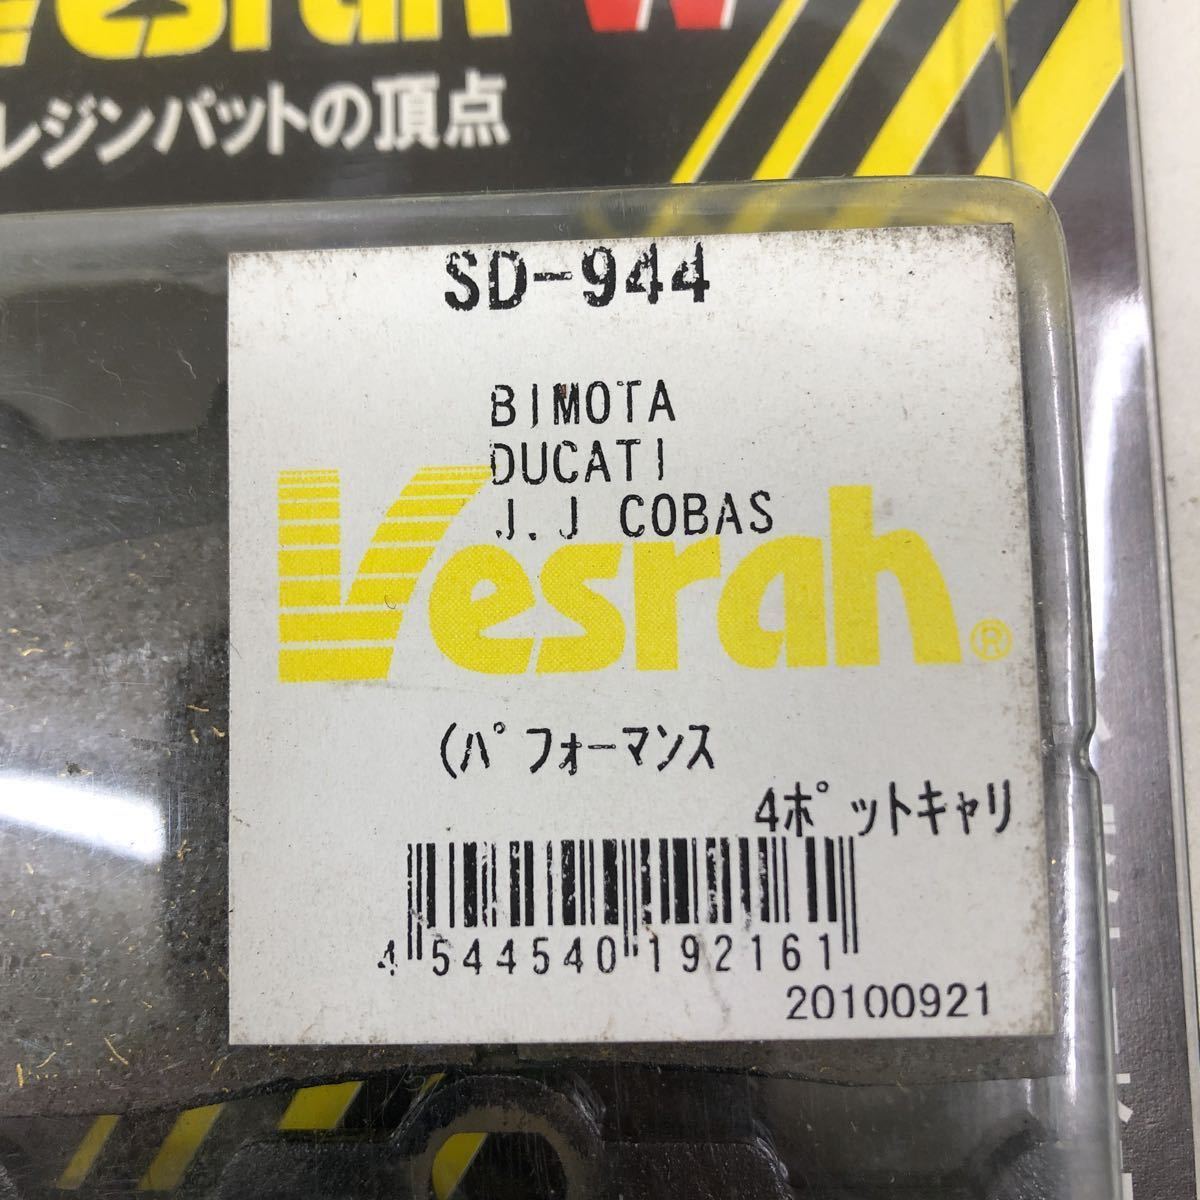 Vesrah
レジンパットの頂点
SD-944
BIMOTA
DUCATI
J.J COBAS
Vesrah®
(パフォーマンス
4ポットキャリ
4 544540 192161
20100921